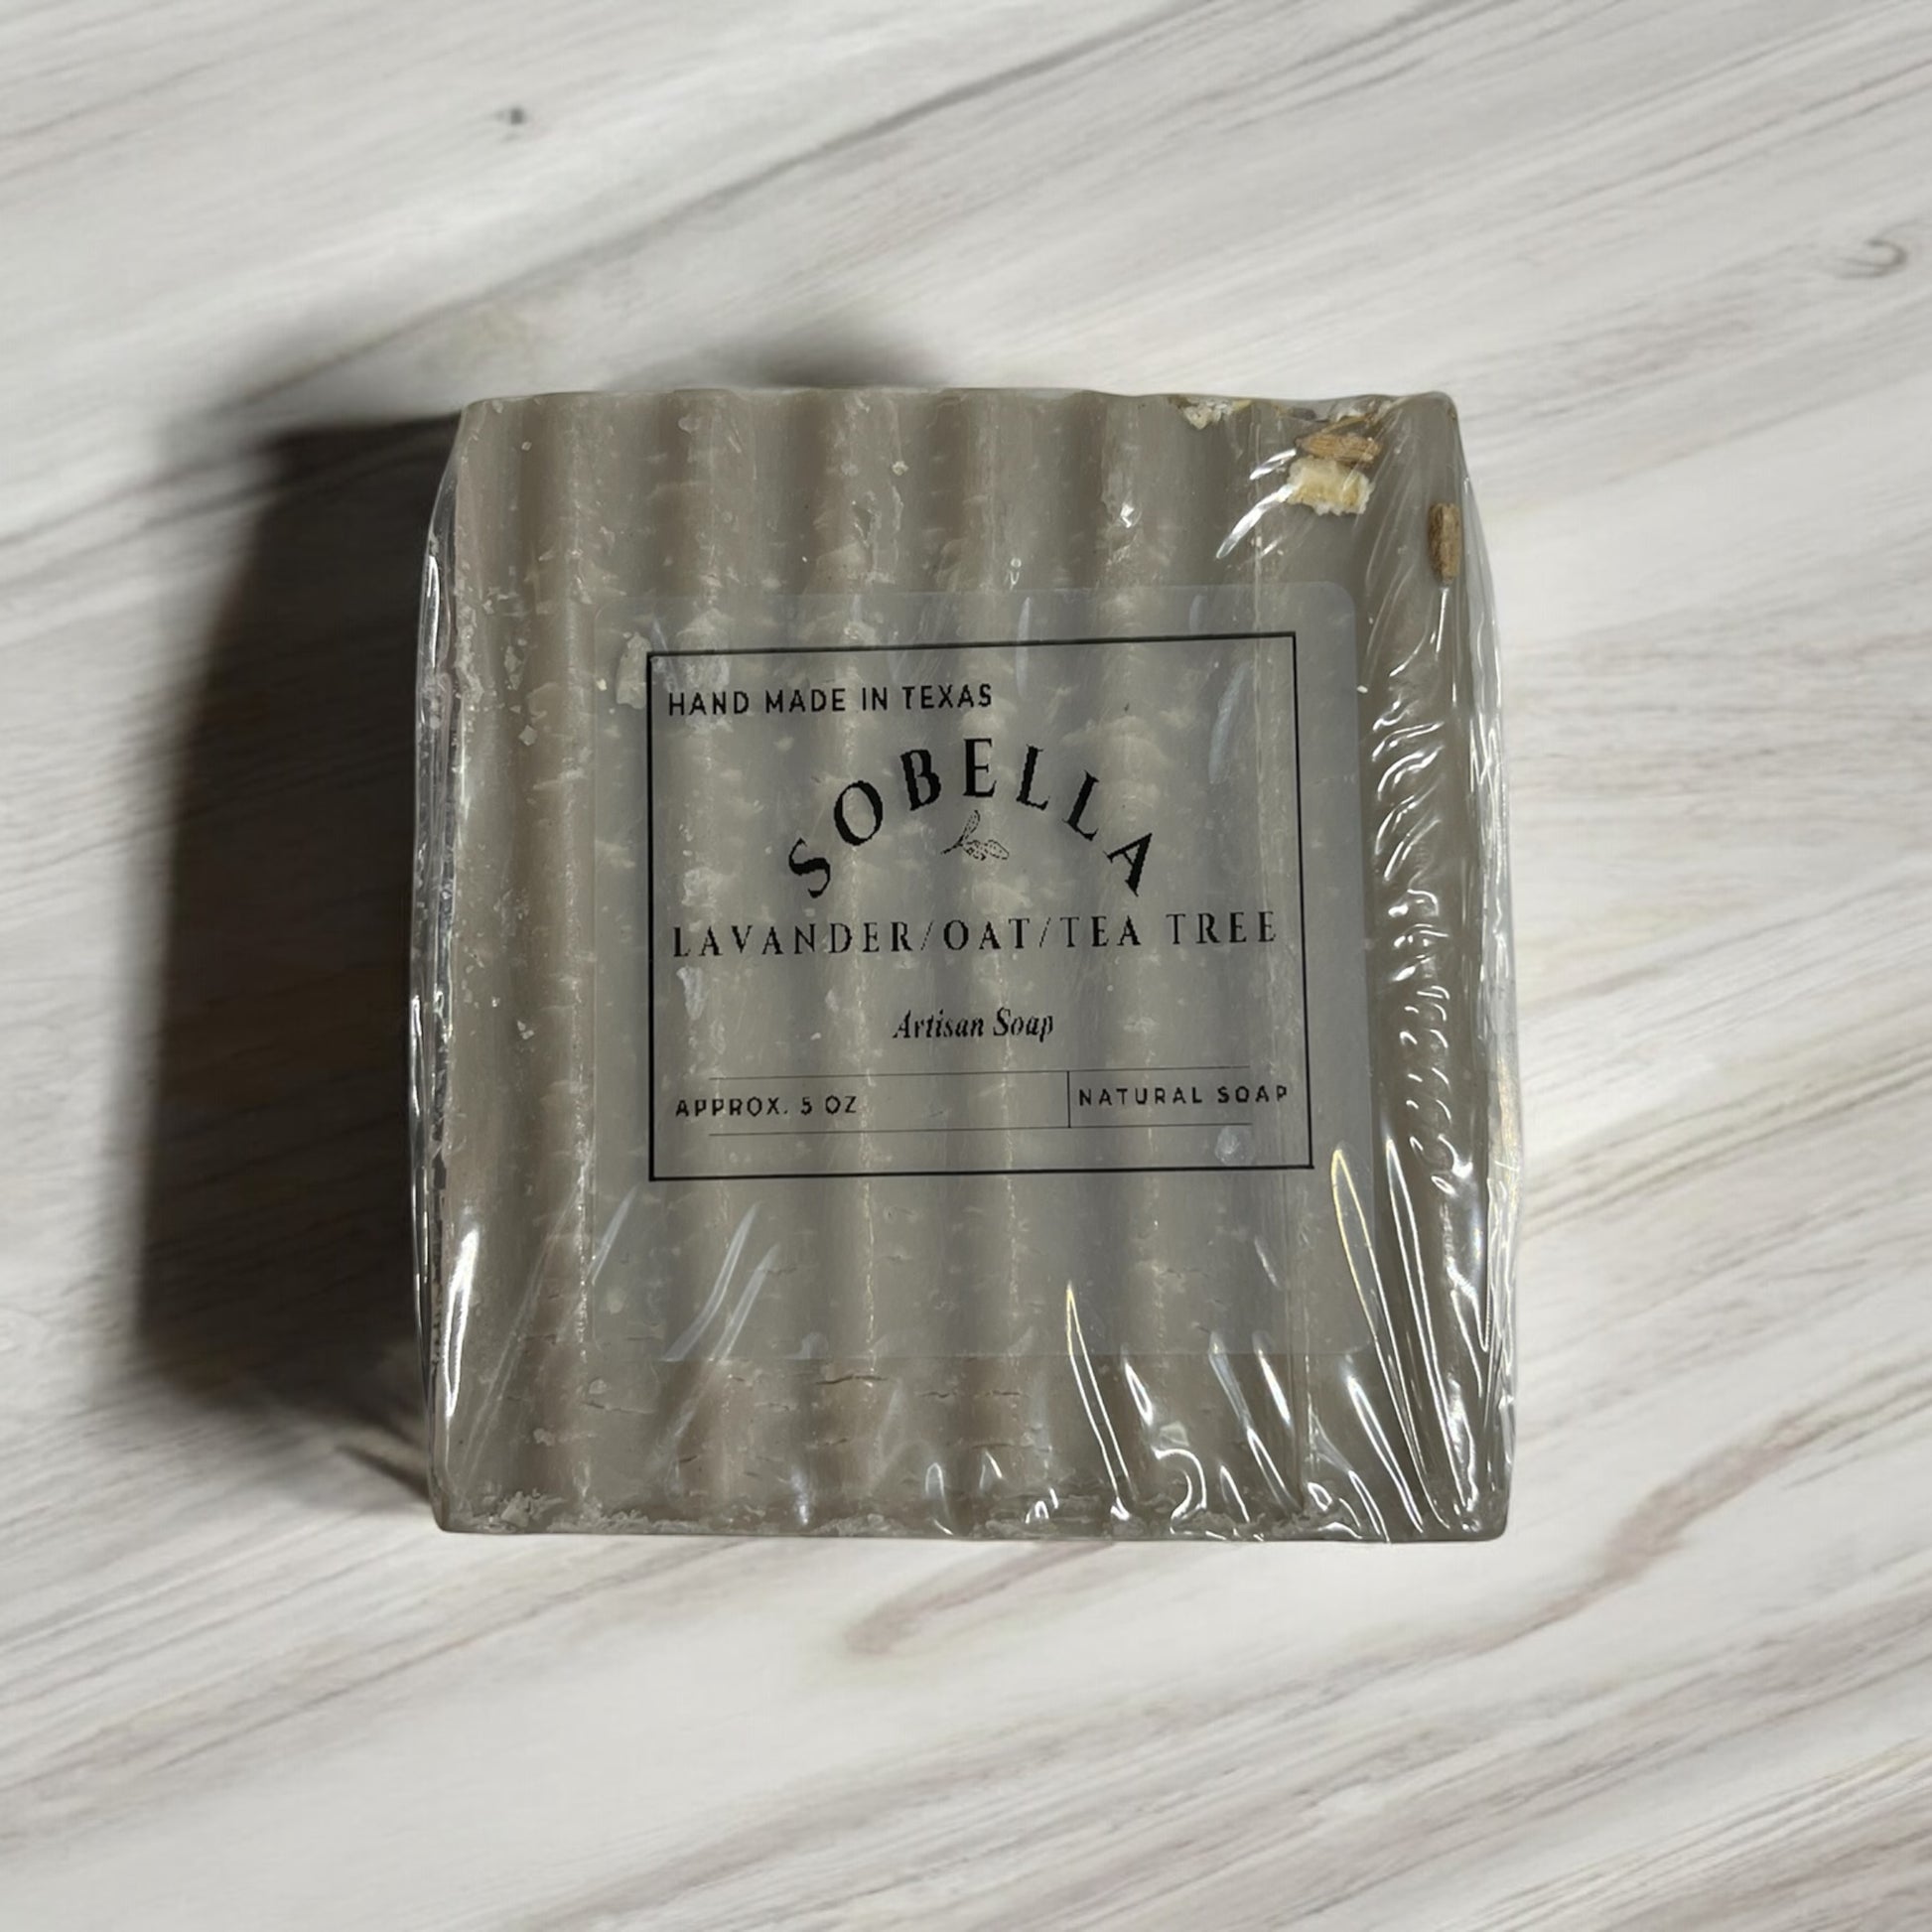 HAND MADE IN TEXAS
SOBELLA
LAVANDER/OAT/TEA TREE
Artisan Soap
APPROX. 5 OZ
NATURAL SOAP